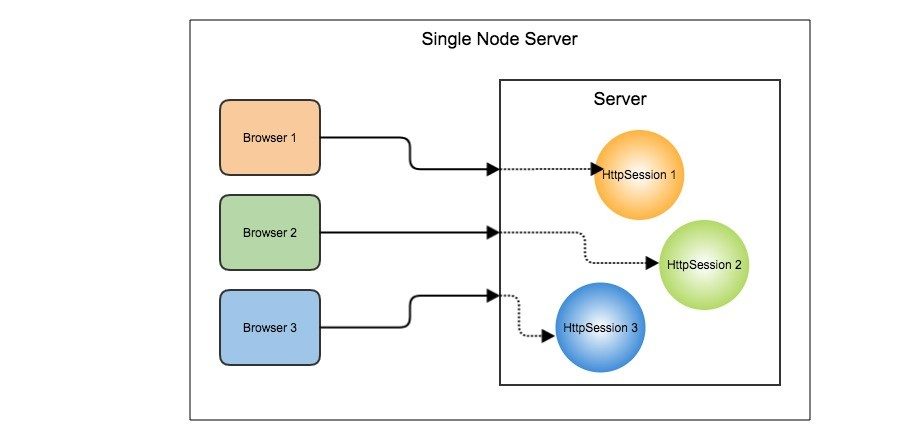 Single Node Server
Server
Browser 1
HttpSession 1
Browser 2
HttpSession 2
Browser 3
HttpSession 3